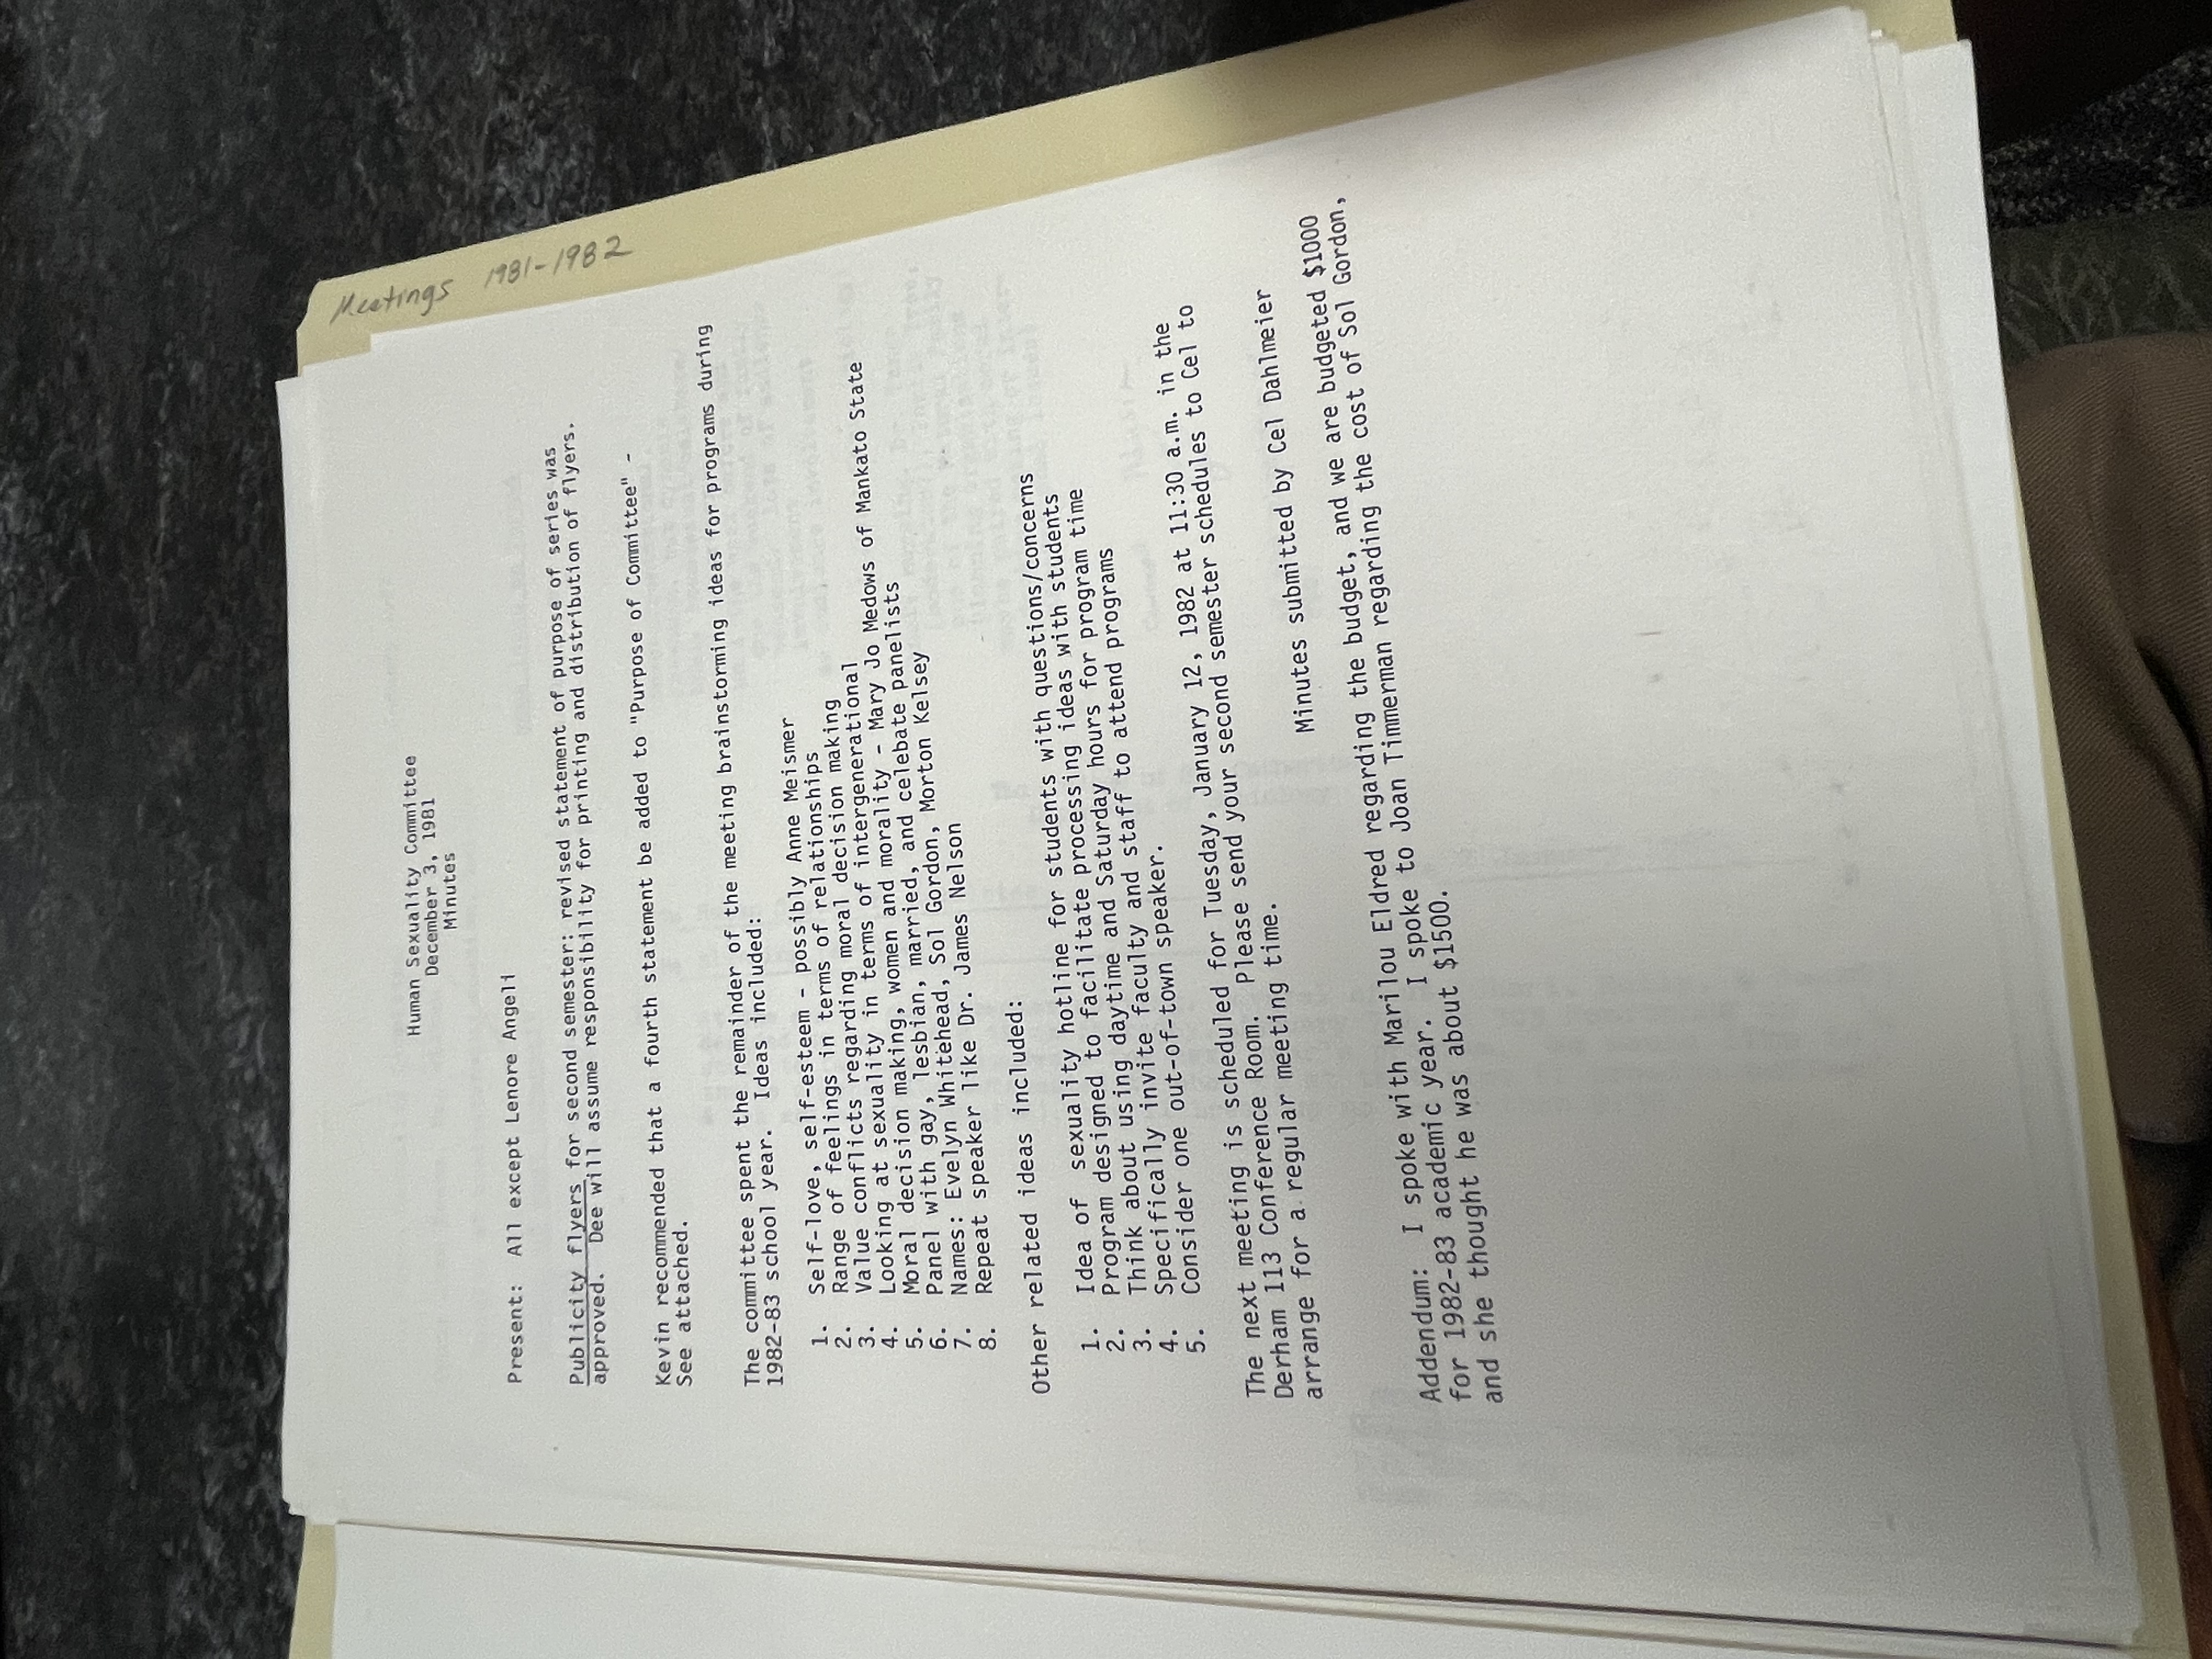 Human Sexuality Committee
December 3, 1981
Minutes
Present: All except Lenore Angeli
Publicity flyers for second semester: revised statement of purpose of series was
approved. Dee will assume responsibility for printing and distribution of flyers.
Kevin recommended that a fourth statement be added to "Purpose of Committee" -
See attached.
The committee spent the remainder of the meeting brainstorming ideas for programs during
1982-83 school year. Ideas included:
1. Self-love, self-esteem - possibly Anne Meismer
2. Range of feelings in terms of relationships
3. Value conflicts regarding moral decision making
4. Looking at sexuality in terms of intergenerational
5. Moral decision making, women and morality - Mary Jo Medows of Mankato State
6. Panel with gay, lesbian, married, and celebate panelists
7. Names: Evelyn Whitehead, Sol Gordon, Morton Kelsey
8. Repeat speaker like Dr. James Nelson
Other related ideas included:
1. Idea of sexuality hotline for students with questions/concerns
2. Program designed to facilitate processing ideas with students
3. Think about using daytime and Saturday hours for program time
4. Specifically invite faculty and staff to attend programs
5. Consider one out-of-town speaker.
The next meeting is scheduled for Tuesday, January 12, 1982 at 11:30 a.m. in the
Derham 113 Conference Room. Please send your second semester schedules to Cel to
arrange for a regular meeting time.
Minutes submitted by Cel Dahlmeier
Addendum: I spoke with Marilou Eldred regarding the budget, and we are budgeted $1000
for 1982-83 academic year. I spoke to Joan Timmerman regarding the cost of Sol Gordon,
and she thought he was about $1500.
Meetings 1981-1982